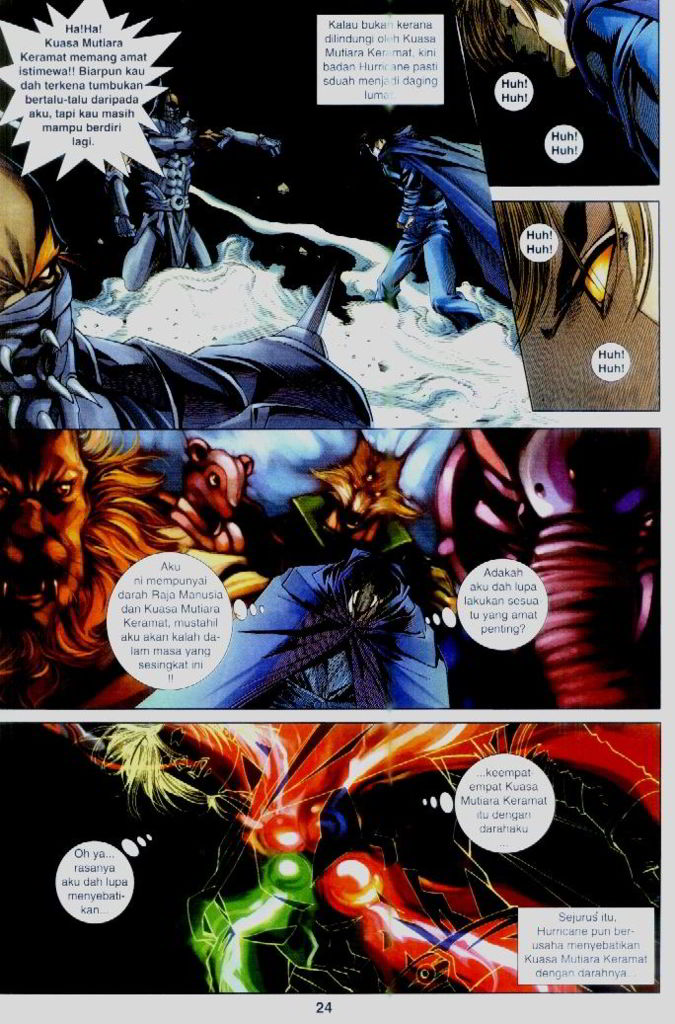 Ha!Ha!
Kuasa Mutiara
Keramat memang amat
istimewa!! Biarpun kau
dah terkena tumbukan
bertalu-talu daripada
aku, tapi kau masih
mampu berdiri
lagi.
Kalau bukan kerana
dilindungi oleh Kuasa
Mutiara Keramat, kini
badan Hurricane pasti
sduah menjadi daging
lumat.
Huh!
Huh!
Huh!
Huh!
Huh!
Huh!
Huh!
Huh!
Aku
ni mempunyai
darah Raja Manusia
dan Kuasa Mutiara
Keramat, mustahil
aku akan kalah da-
lam masa yang
sesingkat ini
!!
Adakah
aku dah lupa
lakukan sesua-
tu yang amat
penting?
Oh ya...
rasanya
aku dah lupa
menyebati-
kan...
...keempat-
empat Kuasa
Mutiara Keramat
itu dengan
darahku
...
Sejurus itu,
Hurricane pun ber-
usaha menyebatikan
Kuasa Mutiara Keramat
dengan darahnya...
24